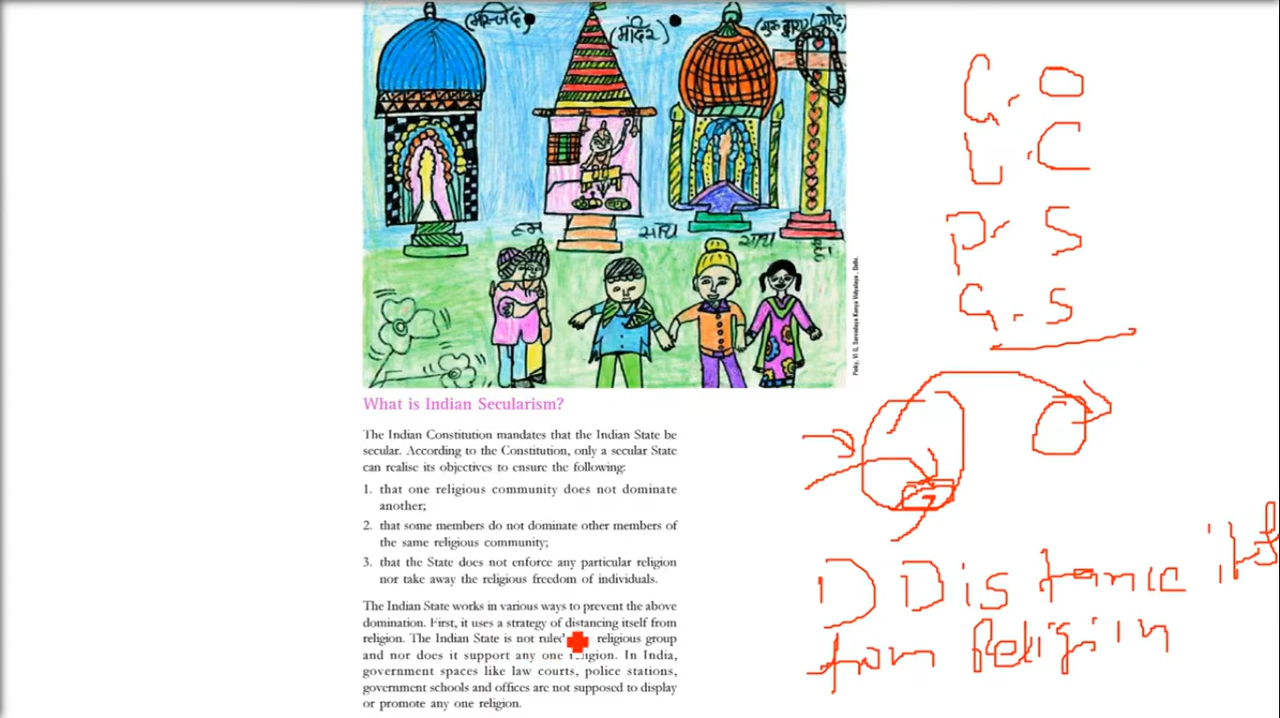 (मस्जिद)
(मंदिर)
गुरुद्वारा
हम
साथ
साथ
Pinky, VI G, Sarvodaya Kanya Vidyalaya, Delhi.
What is Indian Secularism?
The Indian Constitution mandates that the Indian State be
secular. According to the Constitution, only a secular State
can realise its objectives to ensure the following:
1. that one religious community does not dominate
another;
2. that some members do not dominate other members of
the same religious community;
3. that the State does not enforce any particular religion
nor take away the religious freedom of individuals.
The Indian State works in various ways to prevent the above
domination. First, it uses a strategy of distancing itself from
religion. The Indian State is not ruled religious group
and nor does it support any one religion. In India,
government spaces like law courts, police stations,
government schools and offices are not supposed to display
or promote any one religion.
G. O
L. C
P. S
G. S
D Distance itself
from Religion